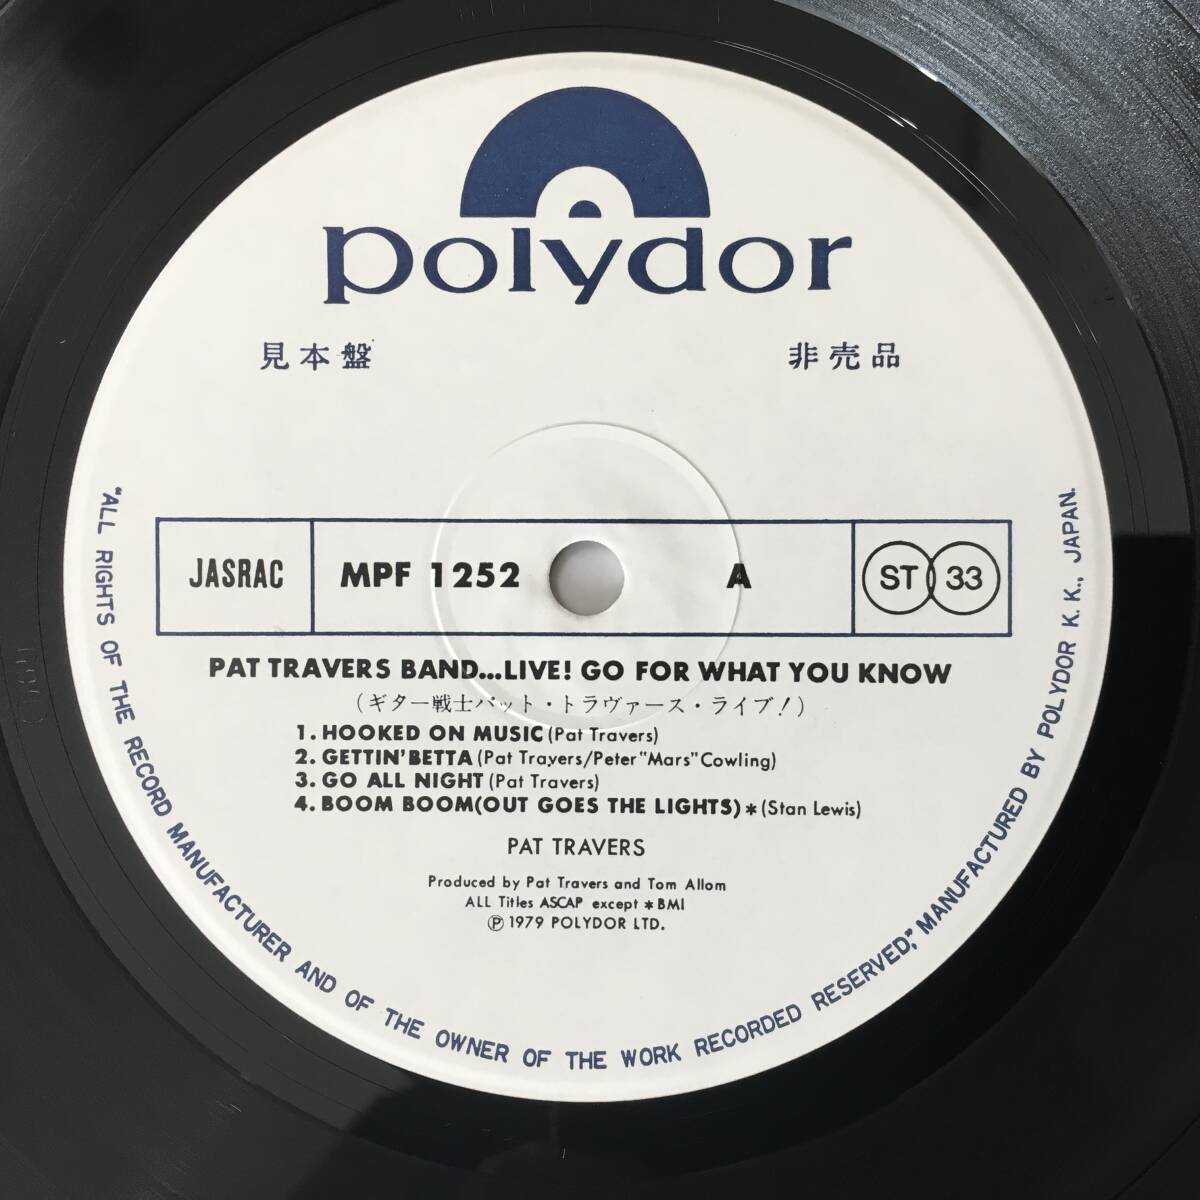 polydor
見本盤 非売品
JASRAC MPF 1252 A ST 33
PAT TRAVERS BAND...LIVE! GO FOR WHAT YOU KNOW
(ギター戦士パット・トラヴァース・ライブ!)
1. HOOKED ON MUSIC (Pat Travers)
2. GETTIN' BETTA (Pat Travers/Peter "Mars" Cowling)
3. GO ALL NIGHT (Pat Travers)
4. BOOM BOOM (OUT GOES THE LIGHTS) * (Stan Lewis)
PAT TRAVERS
Produced by Pat Travers and Tom Allom
ALL Titles ASCAP except * BMI
Ⓟ 1979 POLYDOR LTD.
"ALL RIGHTS OF THE RECORD MANUFACTURER AND OF THE OWNER OF THE WORK RECORDED RESERVED," MANUFACTURED BY POLYDOR K. K., JAPAN.